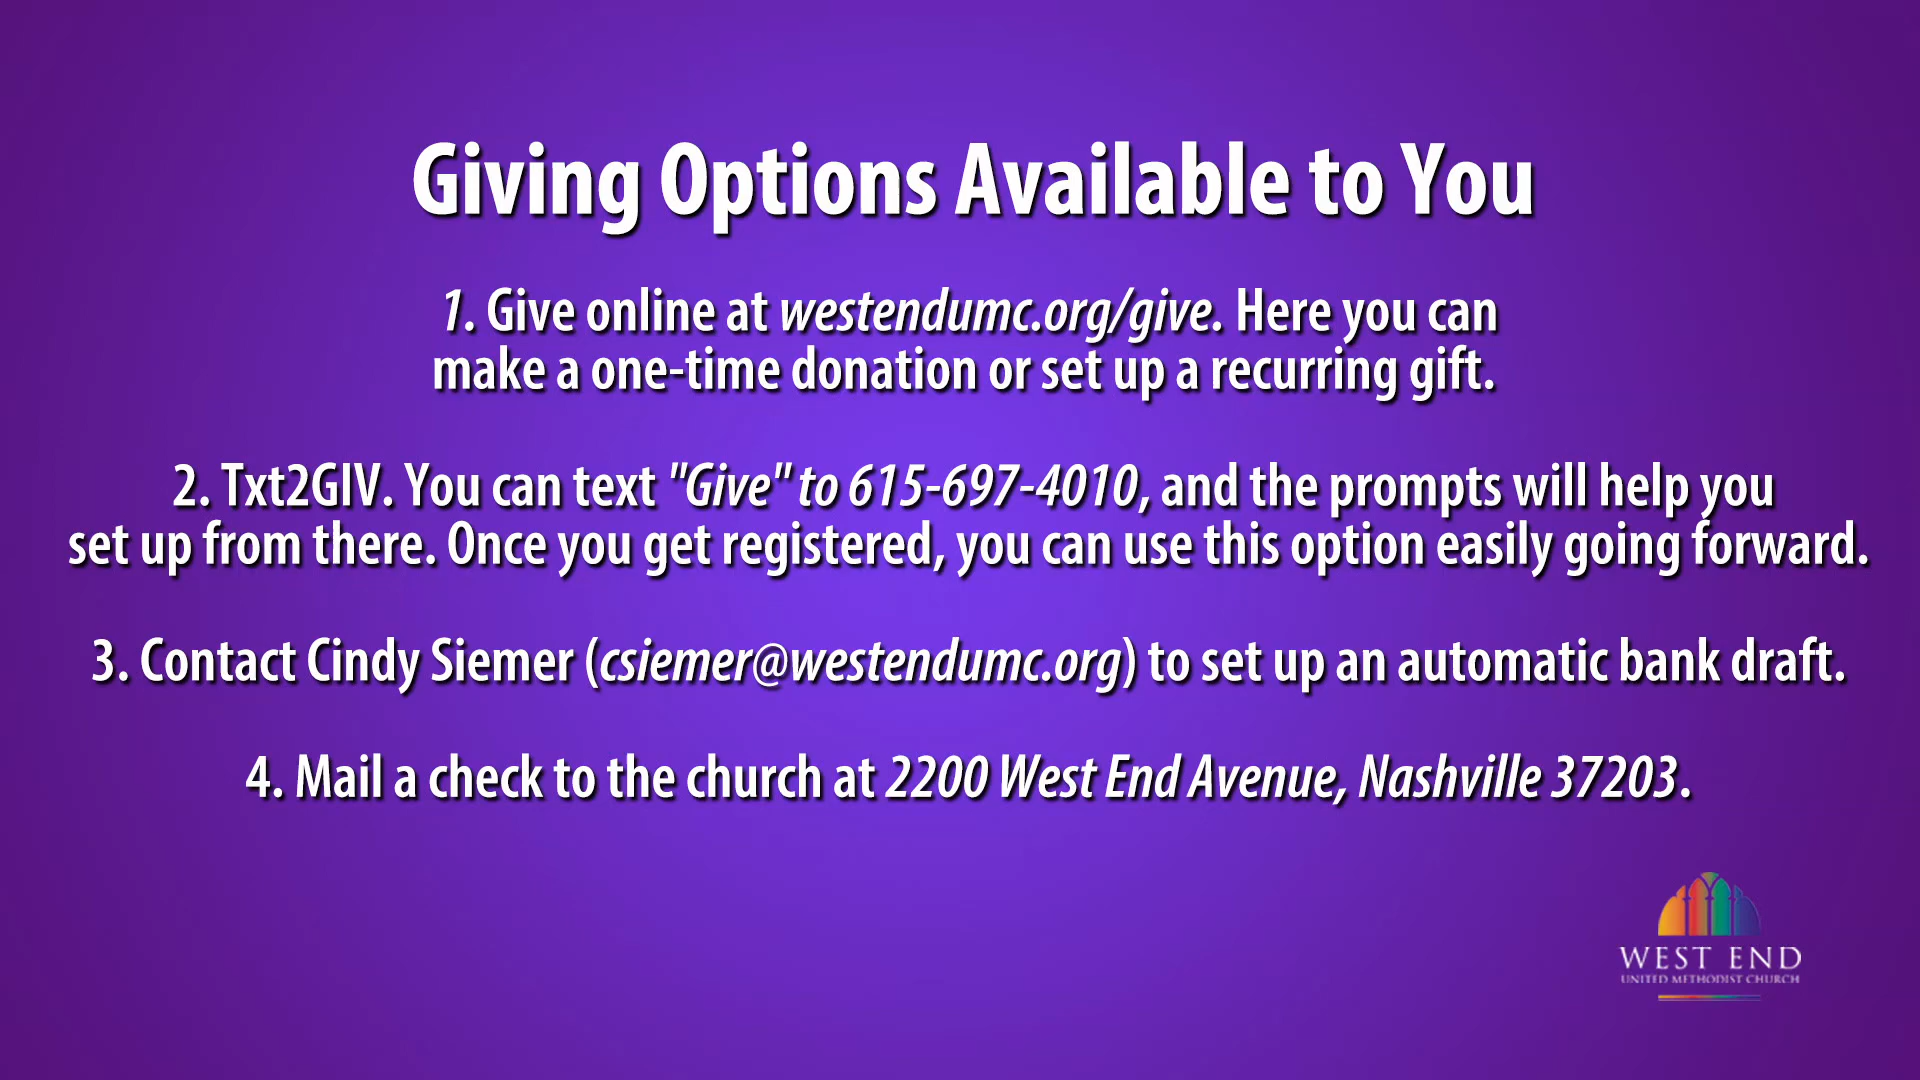 Giving Options Available to You
1. Give online at westendumc.org/give. Here you can
make a one-time donation or set up a recurring gift.
2. Txt2GIV. You can text "Give" to 615-697-4010, and the prompts will help you
set up from there. Once you get registered, you can use this option easily going forward.
3. Contact Cindy Siemer (csiemer@westendumc.org) to set up an automatic bank draft.
4. Mail a check to the church at 2200 West End Avenue, Nashville 37203.
WEST END
UNITED METHODIST CHURCH